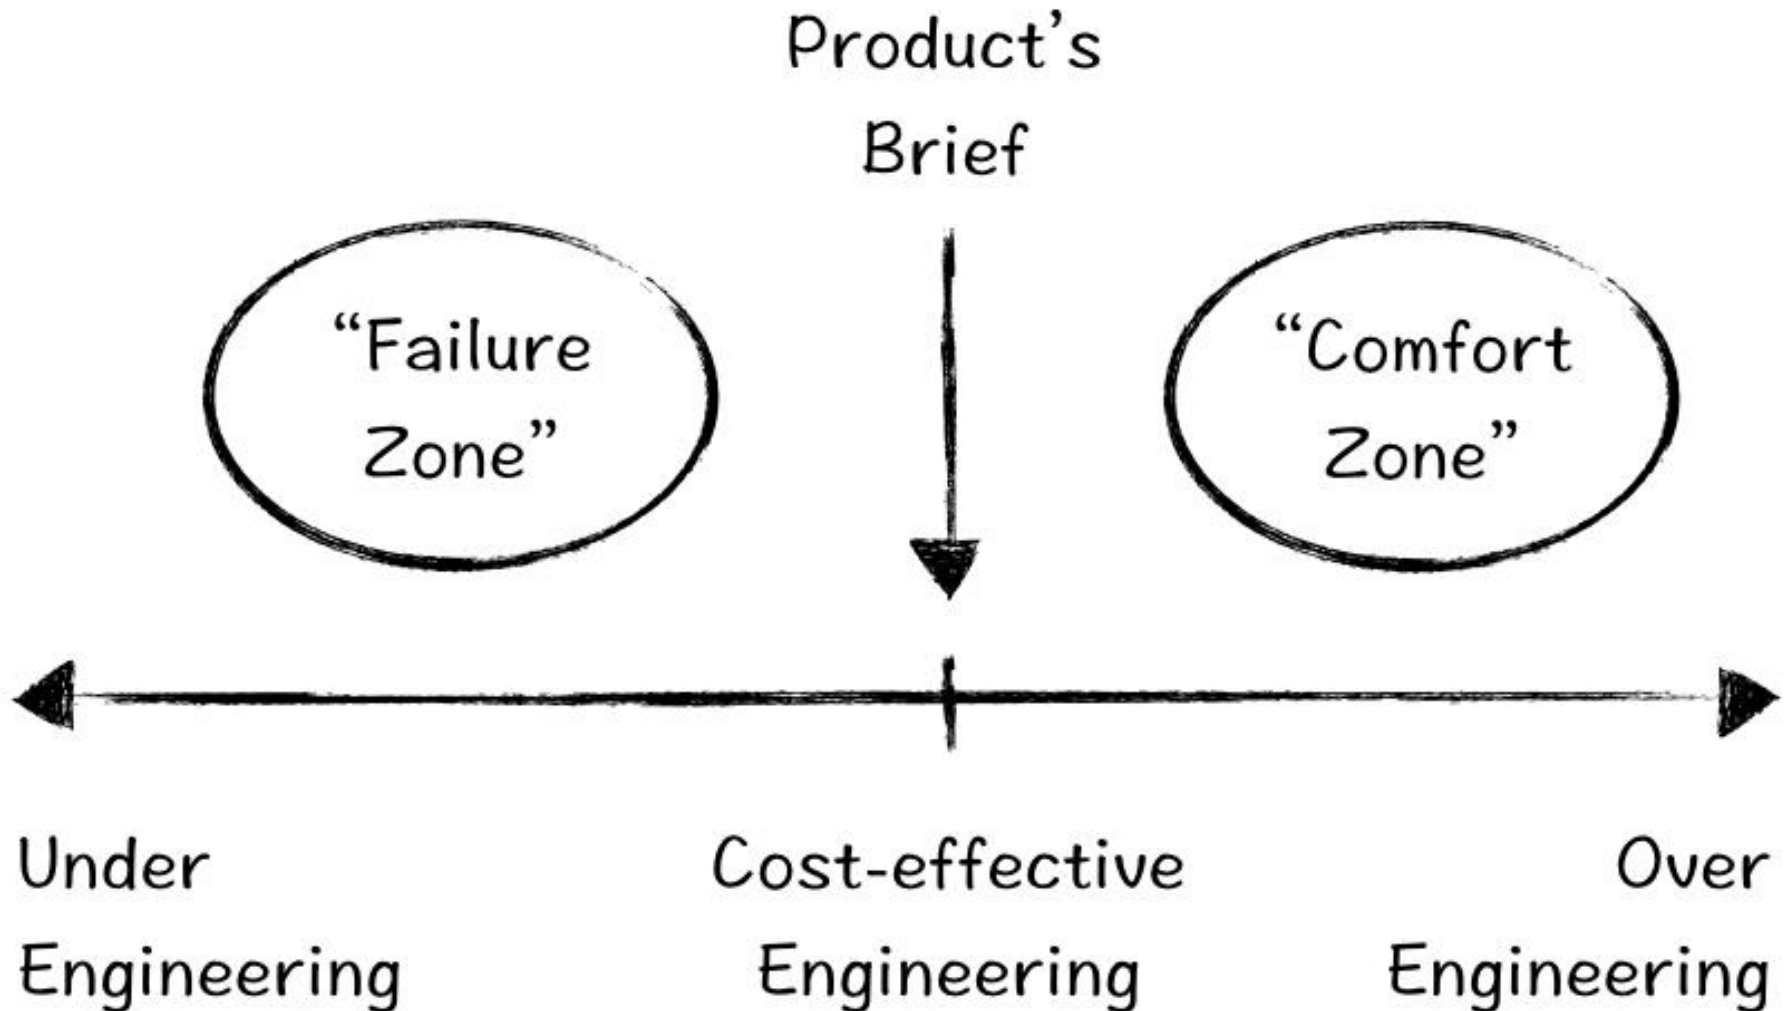 Product’s
Brief
“Failure
Zone”
“Comfort
Zone”
Under
Engineering
Cost-effective
Engineering
Over
Engineering